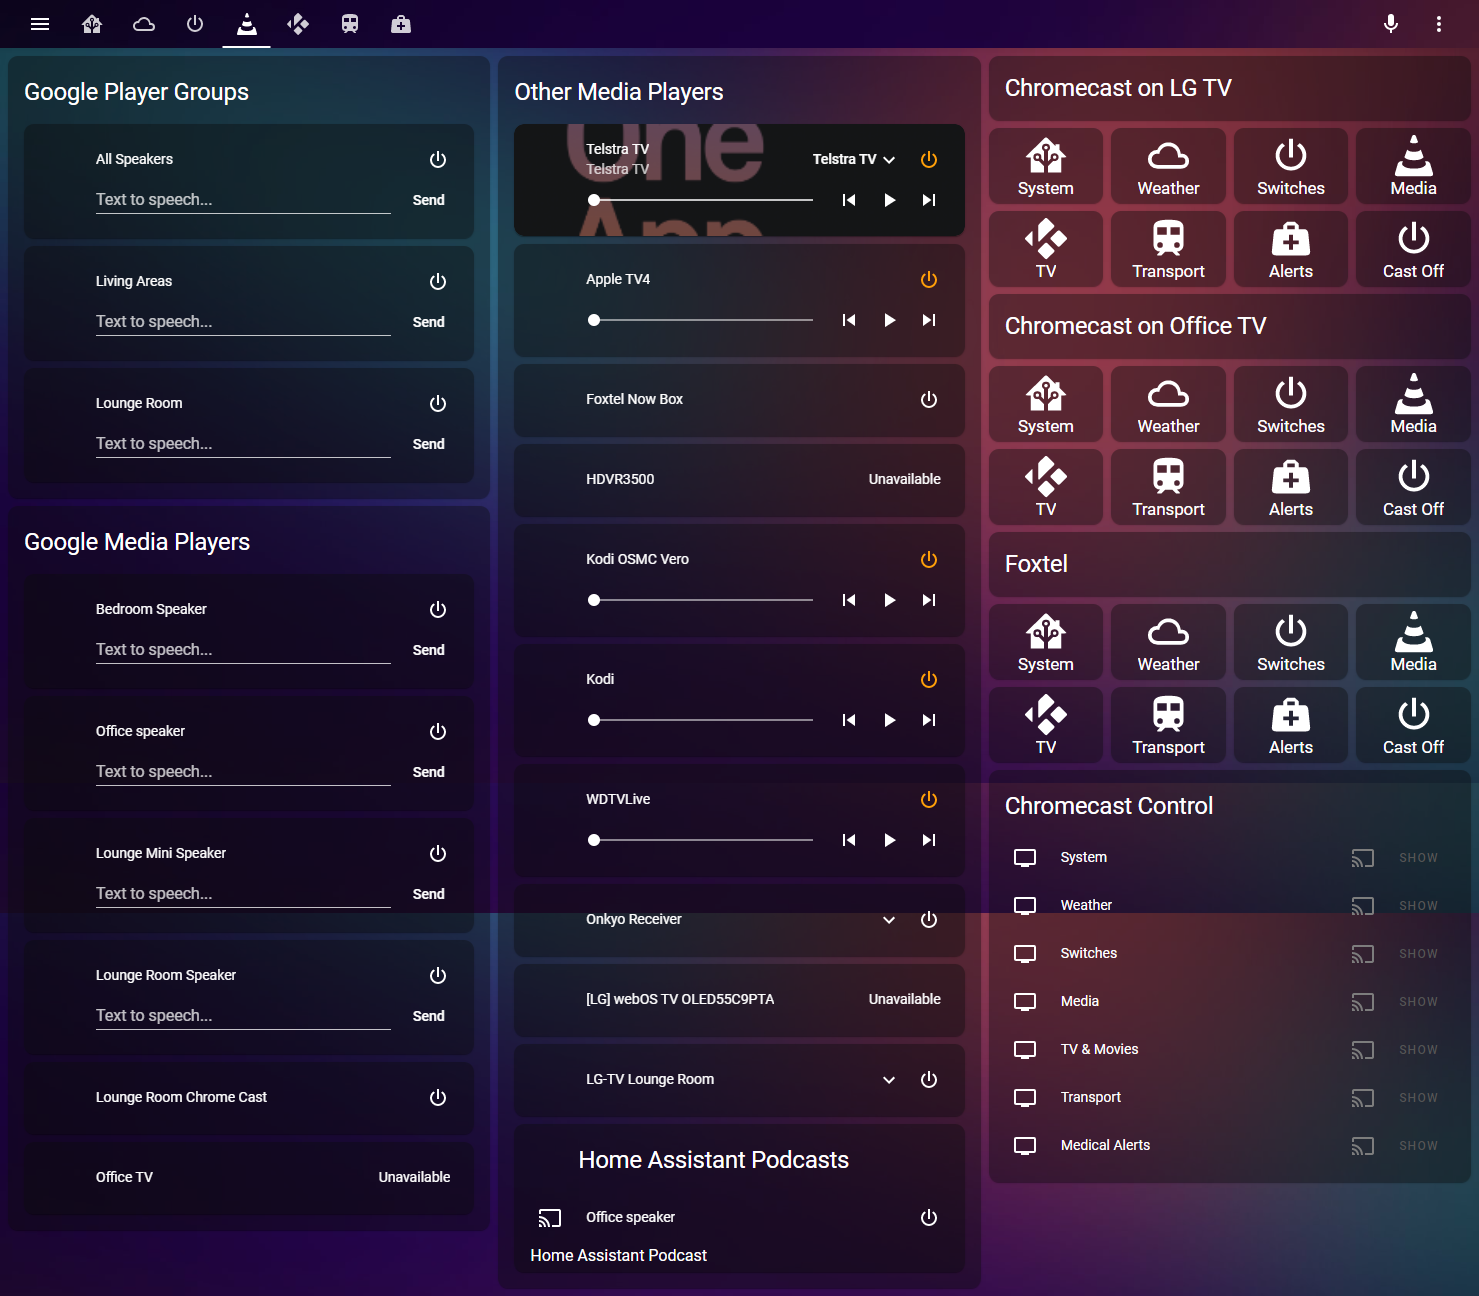 Google Player Groups
All Speakers
Text to speech...
Send
Living Areas
Text to speech...
Send
Lounge Room
Text to speech...
Send
Google Media Players
Bedroom Speaker
Text to speech...
Send
Office speaker
Text to speech...
Send
Lounge Mini Speaker
Text to speech...
Send
Lounge Room Speaker
Text to speech...
Send
Lounge Room Chrome Cast
Office TV
Unavailable
Other Media Players
One
App
Telstra TV
Telstra TV
Telstra TV
Apple TV4
Foxtel Now Box
HDVR3500
Unavailable
Kodi OSMC Vero
Kodi
WDTVLive
Onkyo Receiver
[LG] webOS TV OLED55C9PTA
Unavailable
LG-TV Lounge Room
Home Assistant Podcasts
Office speaker
Home Assistant Podcast
Chromecast on LG TV
System
Weather
Switches
Media
TV
Transport
Alerts
Cast Off
Chromecast on Office TV
System
Weather
Switches
Media
TV
Transport
Alerts
Cast Off
Foxtel
System
Weather
Switches
Media
TV
Transport
Alerts
Cast Off
Chromecast Control
System
SHOW
Weather
SHOW
Switches
SHOW
Media
SHOW
TV & Movies
SHOW
Transport
SHOW
Medical Alerts
SHOW